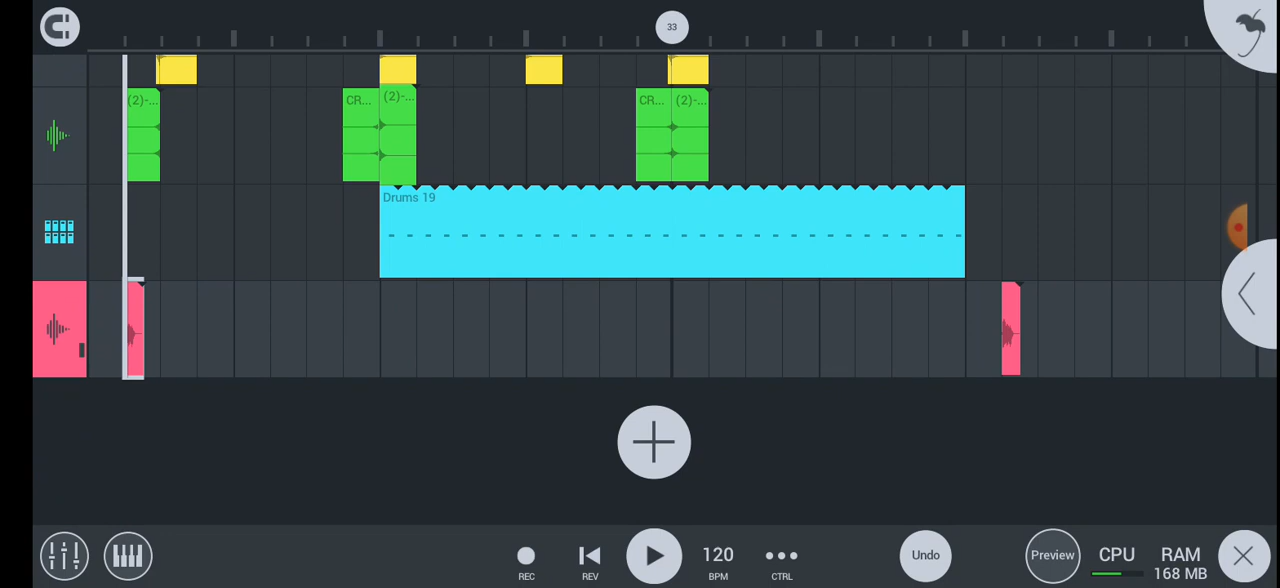 33
(2)-...
CR...
(2)-...
CR...
(2)-...
Drums 19
REC
REV
120
BPM
CTRL
Undo
Preview
CPU
RAM
168 MB